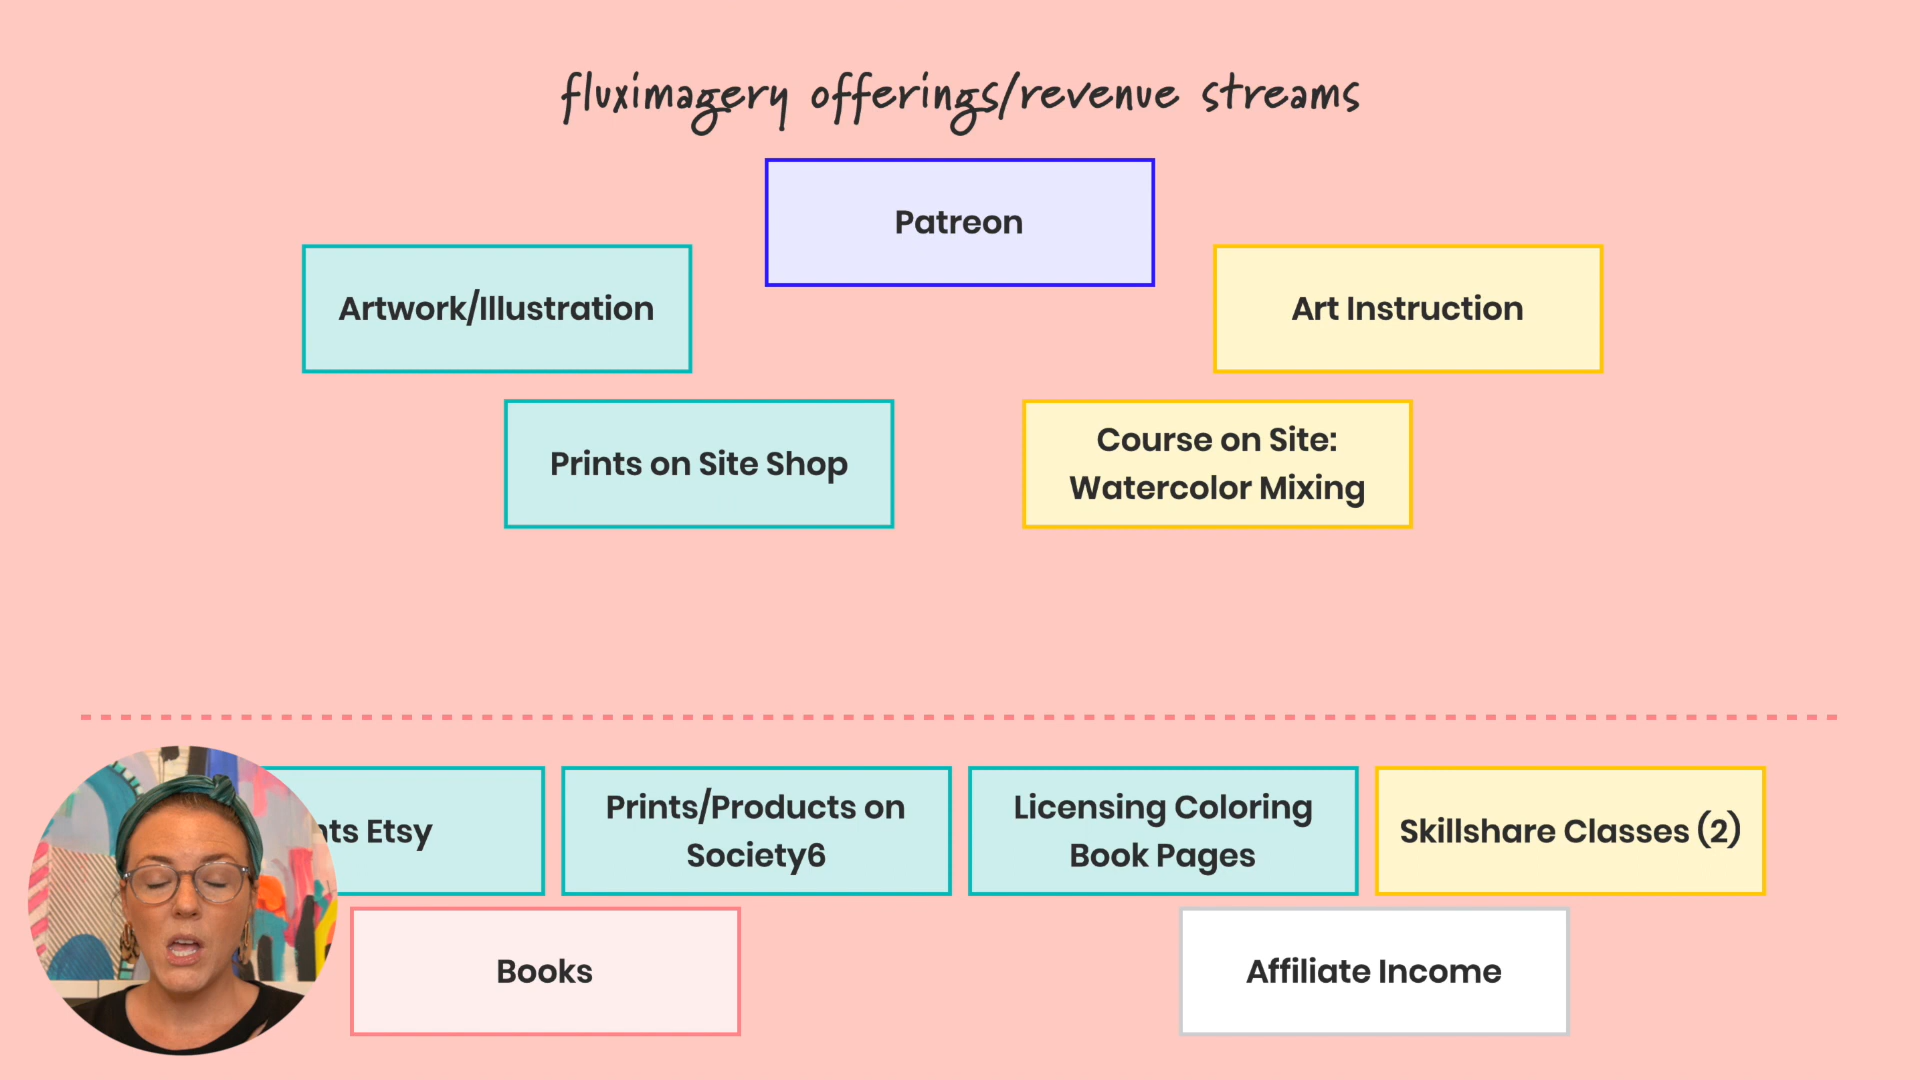 fluximagery offerings/revenue streams
Patreon
Artwork/Illustration
Art Instruction
Prints on Site Shop
Course on Site:
Watercolor Mixing
Etsy
Prints/Products on
Society6
Licensing Coloring
Book Pages
Skillshare Classes (2)
Books
Affiliate Income